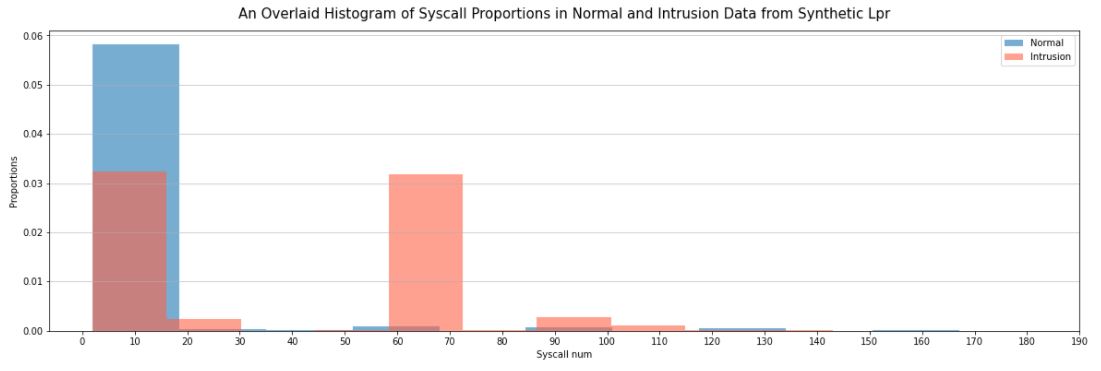 An Overlaid Histogram of Syscall Proportions in Normal and Intrusion Data from Synthetic Lpr
Normal
Intrusion
0.06
0.05
0.04
0.03
0.02
0.01
0.00
Proportions
0 10 20 30 40 50 60 70 80 90 100 110 120 130 140 150 160 170 180 190
Syscall num